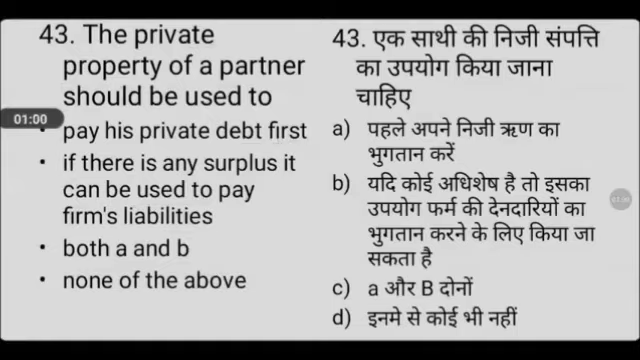 43. The private
property of a partner
should be used to
01:00
• pay his private debt first
• if there is any surplus it
can be used to pay
firm's liabilities
• both a and b
• none of the above
43. एक साथी की निजी संपत्ति
का उपयोग किया जाना
चाहिए
a) पहले अपने निजी ऋण का
भुगतान करें
b) यदि कोई अधिशेष है तो इसका
उपयोग फर्म की देनदारियों का
भुगतान करने के लिए किया जा
सकता है
c) a और B दोनों
d) इनमे से कोई भी नहीं